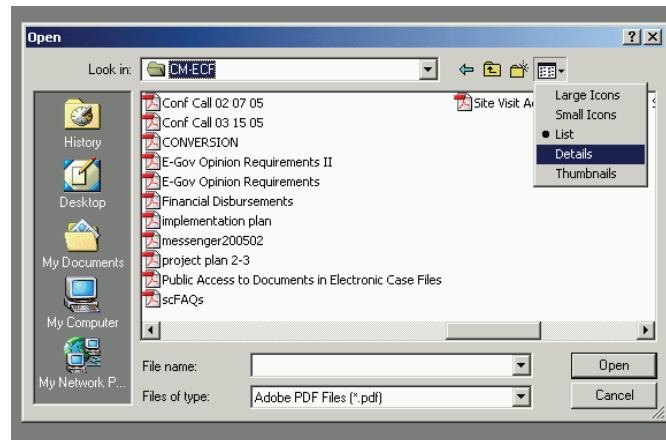 Open
Look in: CM-ECF
Conf Call 02 07 05
Conf Call 03 15 05
CONVERSION
E-Gov Opinion Requirements II
E-Gov Opinion Requirements
Financial Disbursements
implementation plan
messenger200502
project plan 2-3
Public Access to Documents in Electronic Case Files
scFAQs
Site Visit
Large Icons
Small Icons
List
Details
Thumbnails
History
Desktop
My Documents
My Computer
My Network P...
File name:
Open
Files of type: Adobe PDF Files (*.pdf)
Cancel